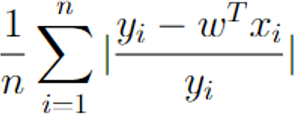 \frac{1}{n} \sum_{i=1}^{n} |\frac{y_i - w^T x_i}{y_i}|